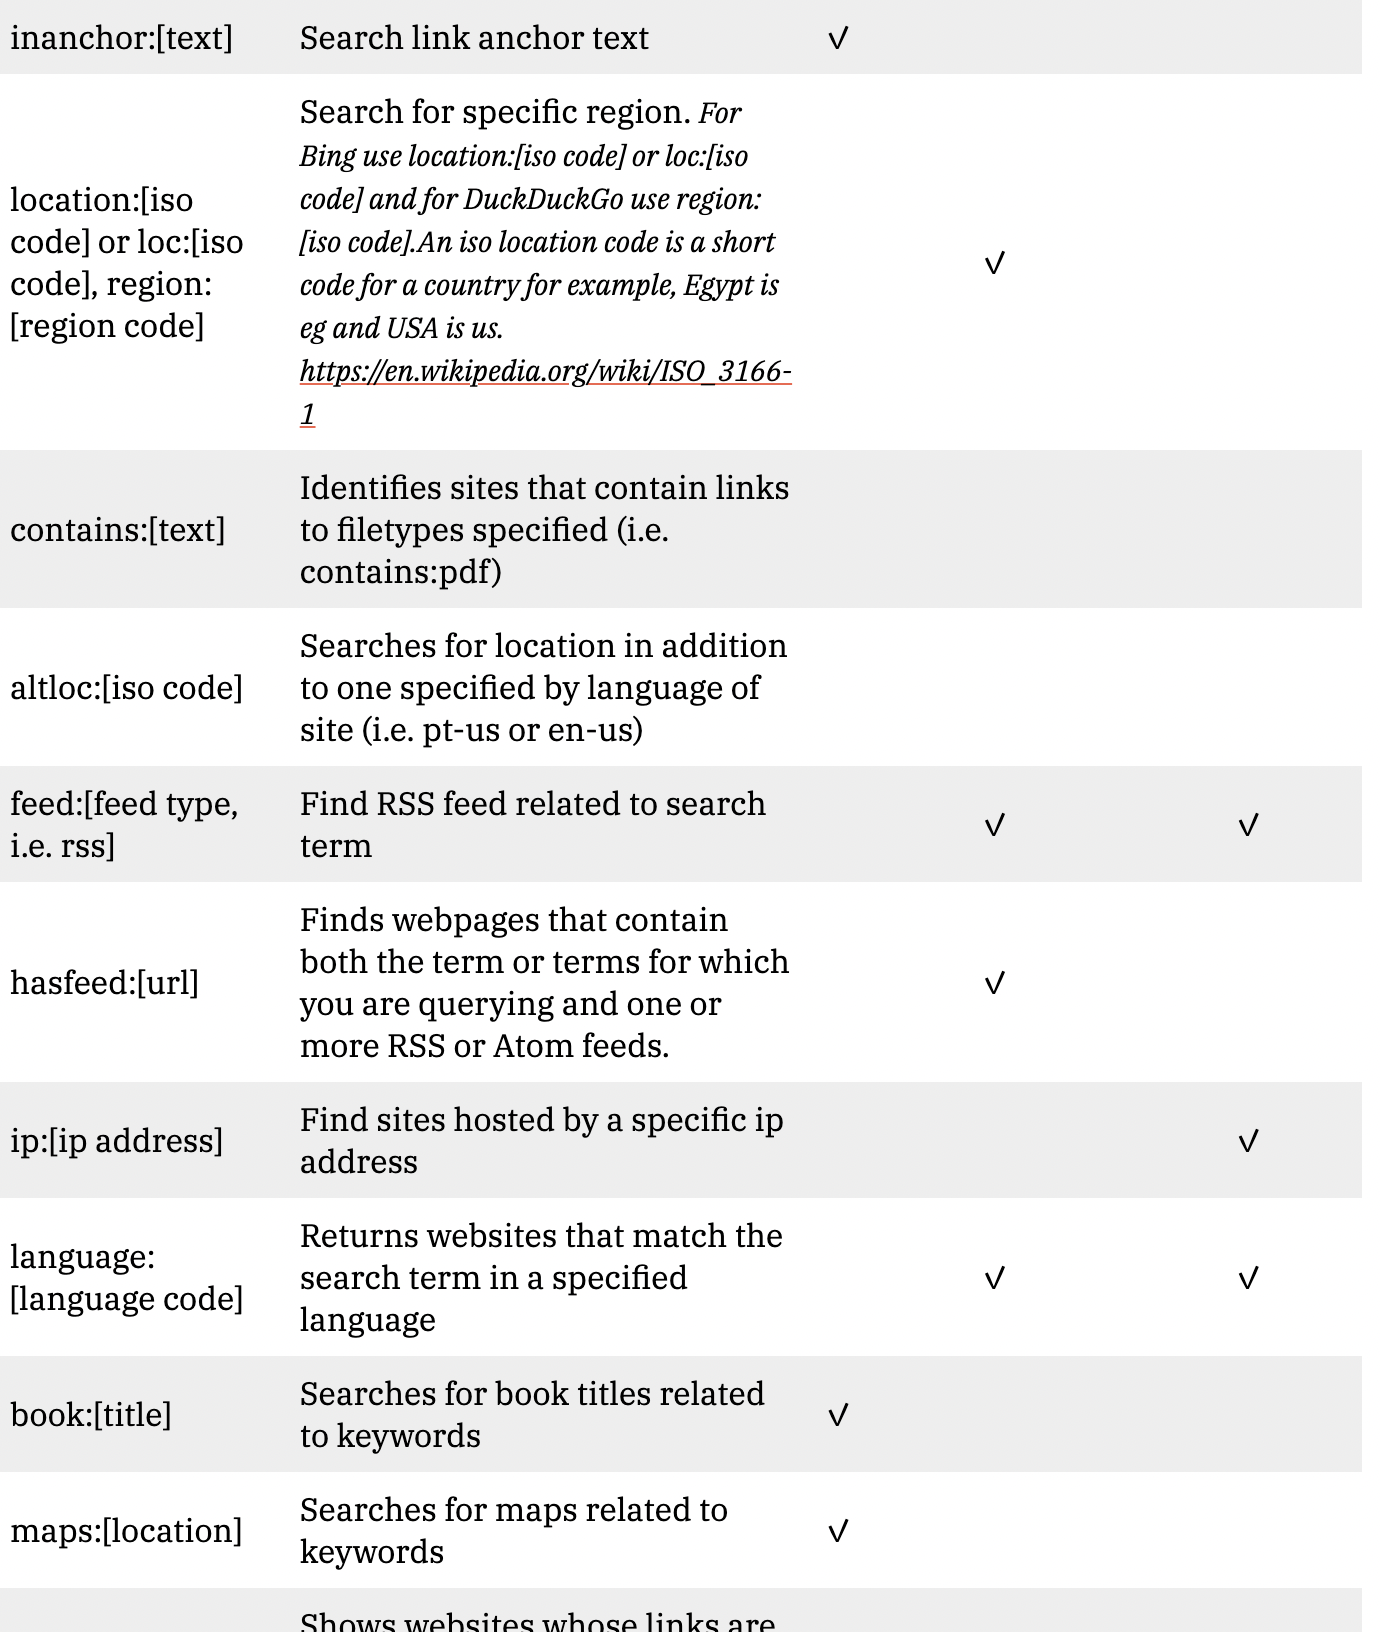 inanchor:[text]
Search link anchor text
✓
location:[iso
code] or loc:[iso
code], region:
[region code]
Search for specific region. For
Bing use location:[iso code] or loc:[iso
code] and for DuckDuckGo use region:
[iso code].An iso location code is a short
code for a country for example, Egypt is
eg and USA is us.
https://en.wikipedia.org/wiki/ISO_3166-
1
✓
contains:[text]
Identifies sites that contain links
to filetypes specified (i.e.
contains:pdf)
altloc:[iso code]
Searches for location in addition
to one specified by language of
site (i.e. pt-us or en-us)
feed:[feed type,
i.e. rss]
Find RSS feed related to search
term
✓ ✓
hasfeed:[url]
Finds webpages that contain
both the term or terms for which
you are querying and one or
more RSS or Atom feeds.
✓
ip:[ip address]
Find sites hosted by a specific ip
address
✓
language:
[language code]
Returns websites that match the
search term in a specified
language
✓ ✓
book:[title]
Searches for book titles related
to keywords
✓
maps:[location]
Searches for maps related to
keywords
✓
Shows websites whose links are